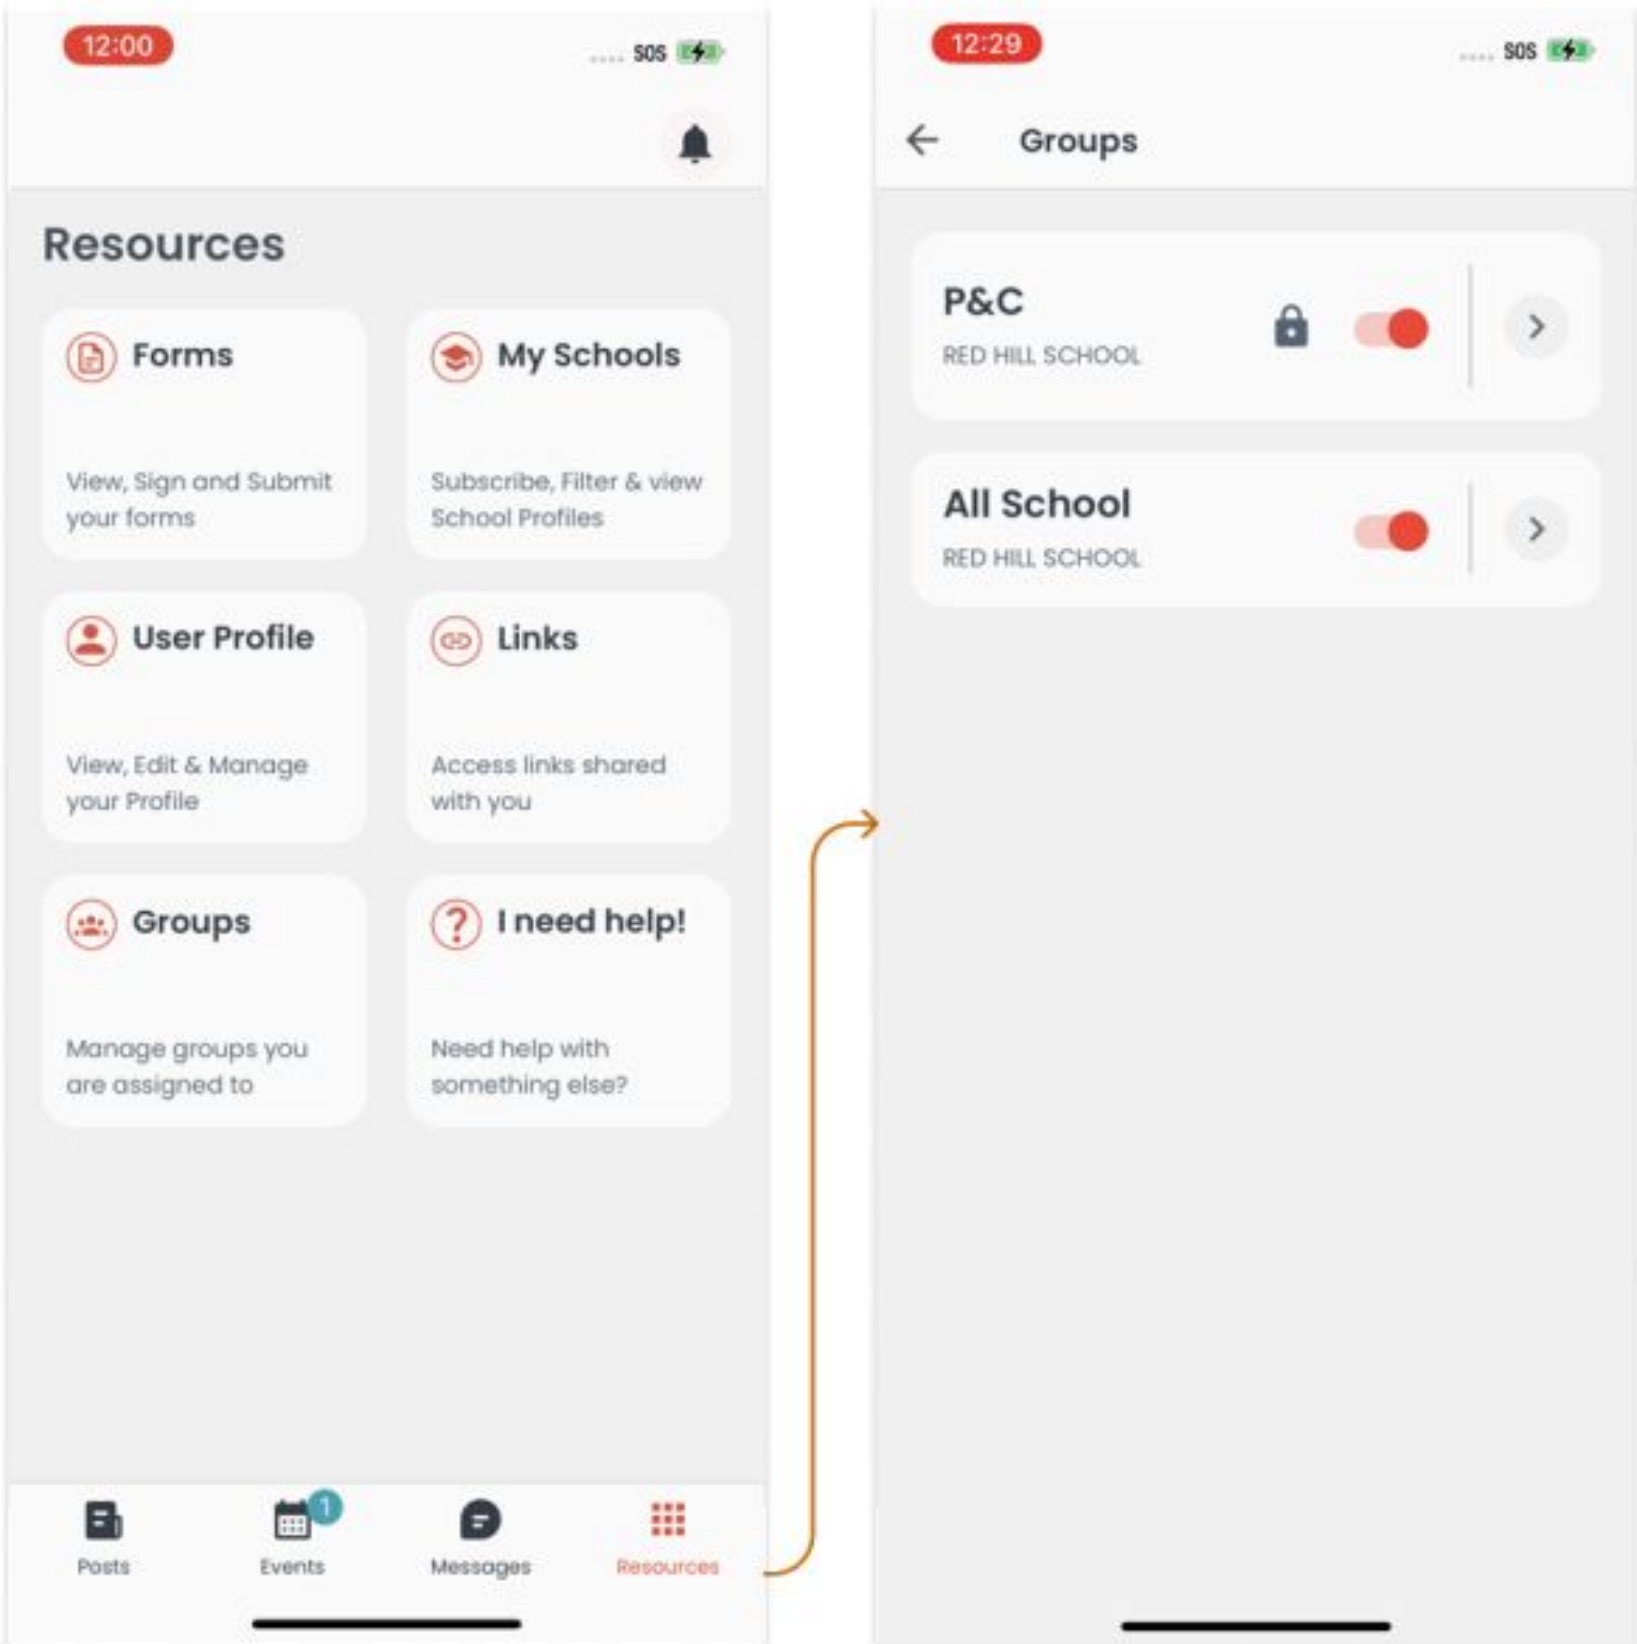 12:00
SOS
Resources
Forms
View, Sign and Submit
your forms
My Schools
Subscribe, Filter & view
School Profiles
User Profile
View, Edit & Manage
your Profile
Links
Access links shared
with you
Groups
Manage groups you
are assigned to
I need help!
Need help with
something else?
Posts
1
Events
Messages
Resources
12:29
SOS
Groups
P&C
RED HILL SCHOOL
All School
RED HILL SCHOOL